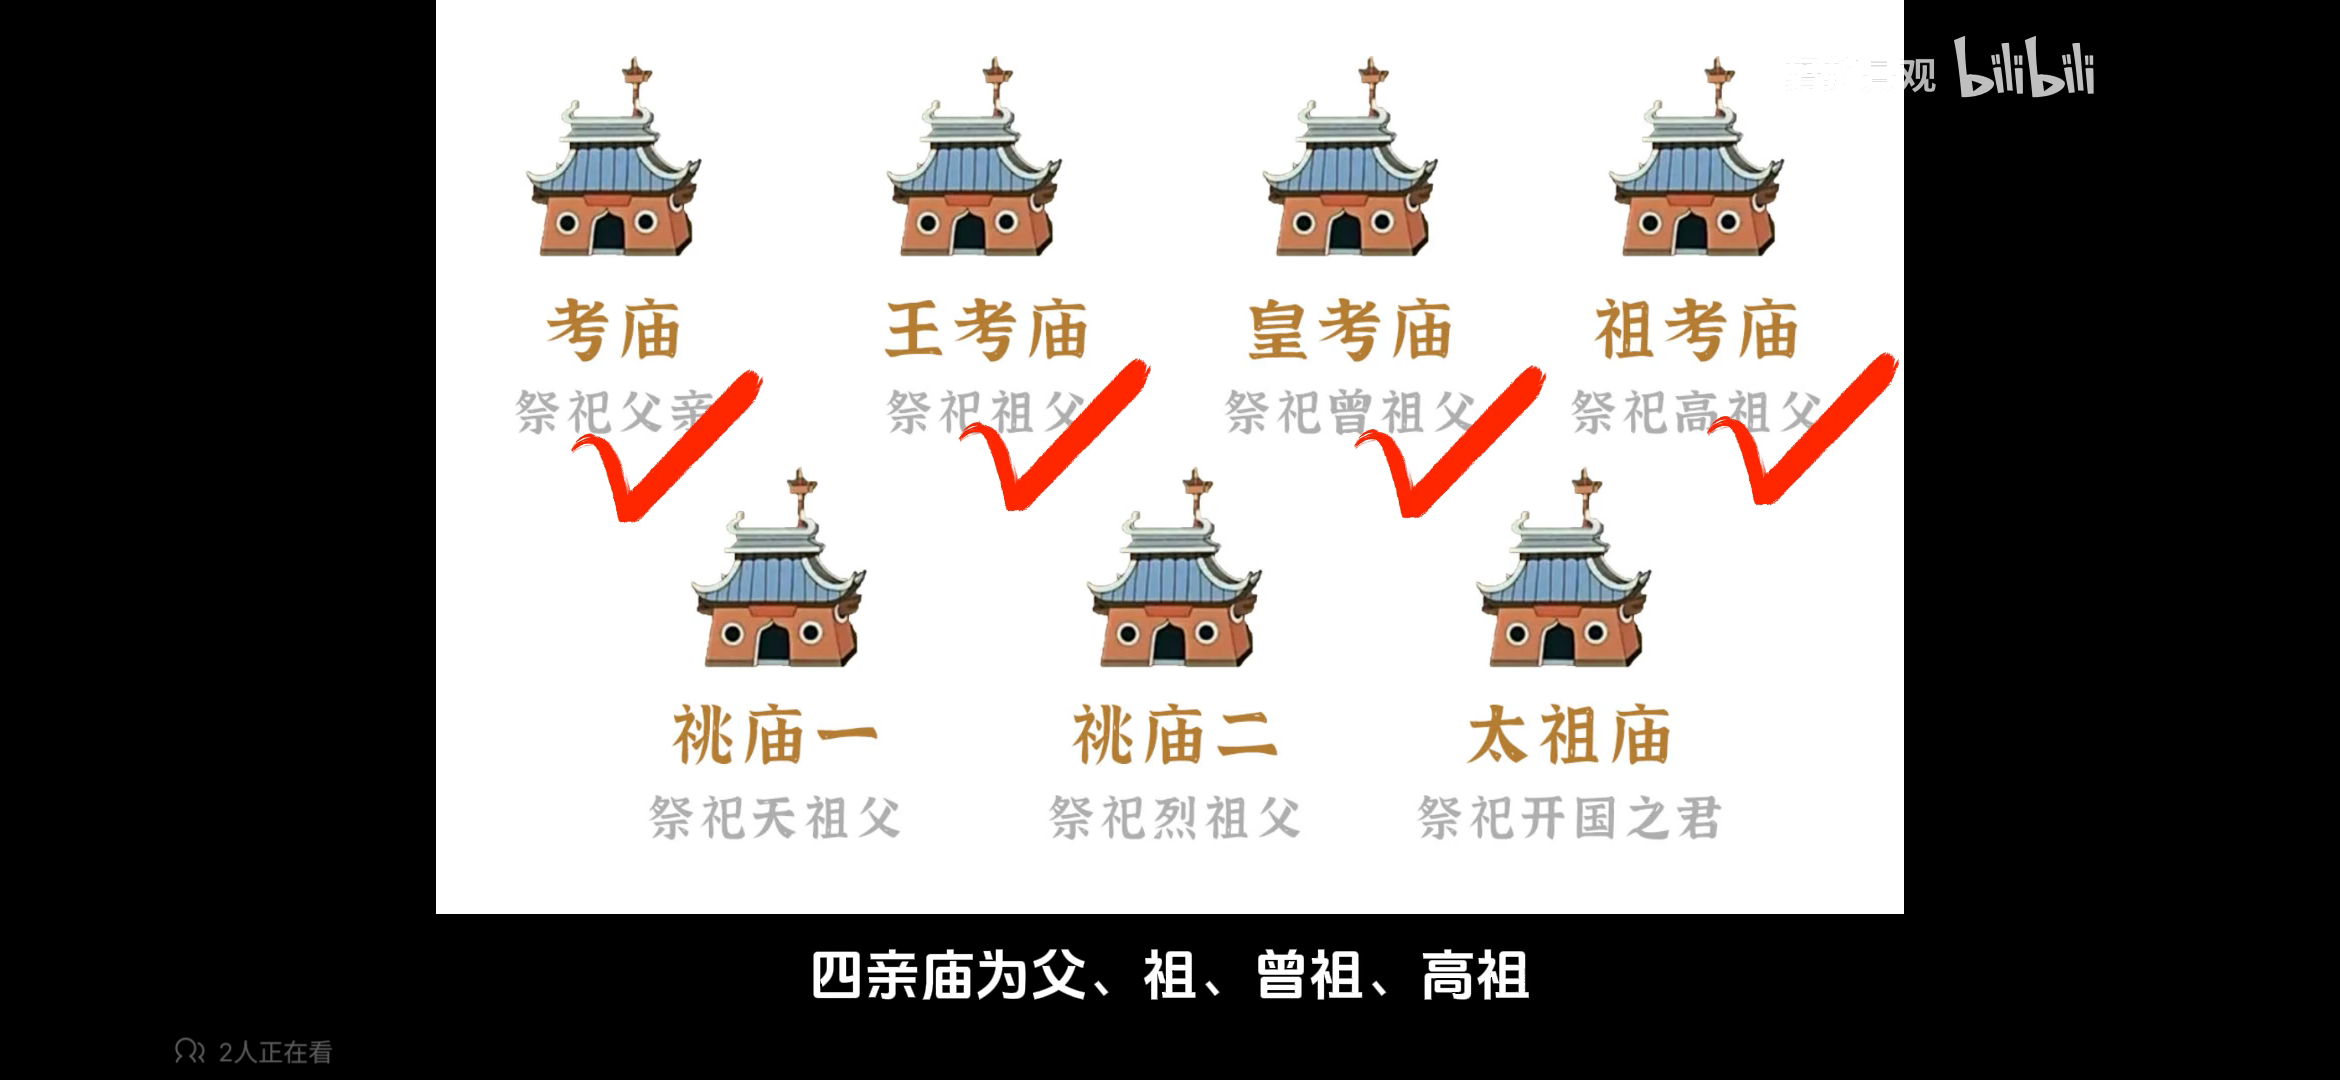 观 bilibili
考庙 王考庙 皇考庙 祖考庙
祭祀父亲 祭祀祖父 祭祀曾祖父 祭祀高祖父
祧庙一 祧庙二 太祖庙
祭祀天祖父 祭祀烈祖父 祭祀开国之君
四亲庙为父、祖、曾祖、高祖
2人正在看